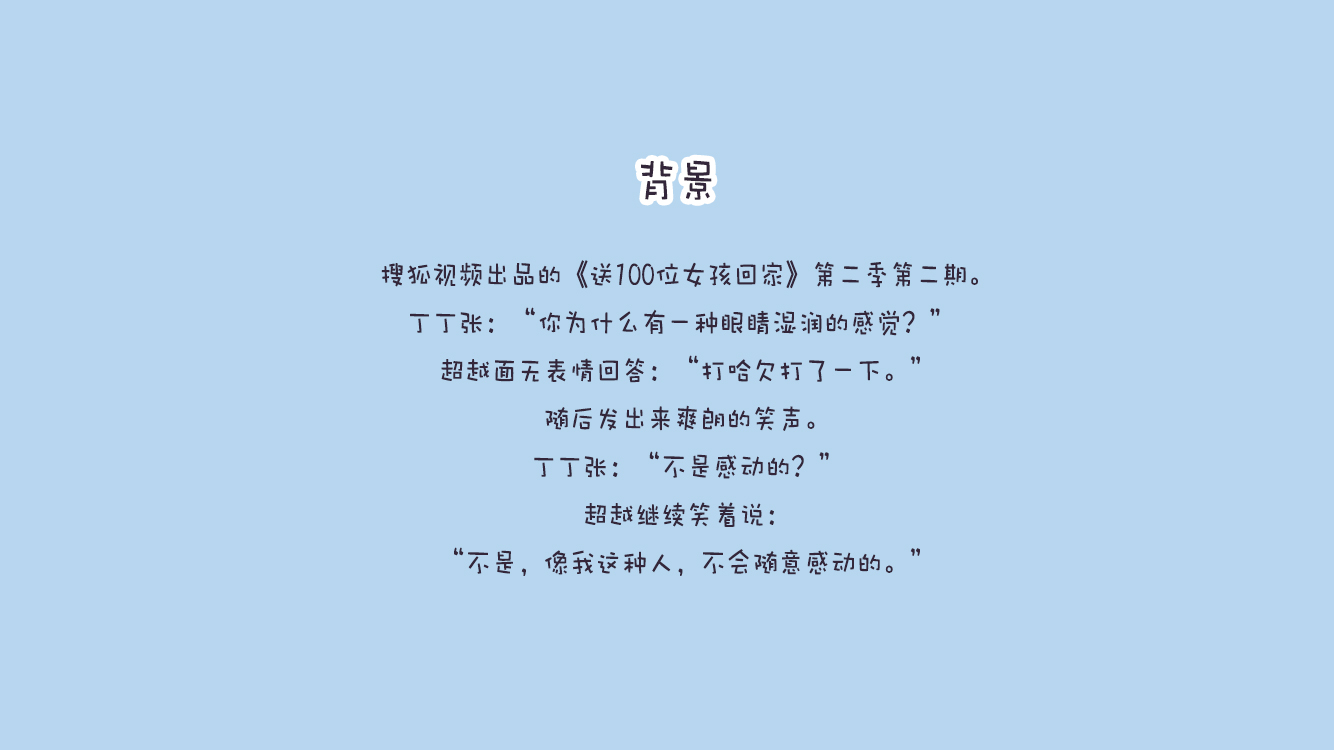 背景
搜狐视频出品的《送100位女孩回家》第二季第二期。
丁丁张：“你为什么有一种眼睛湿润的感觉？”
超越面无表情回答：“打哈欠打了一下。”
随后发出来爽朗的笑声。
丁丁张：“不是感动的？”
超越继续笑着说：
“不是，像我这种人，不会随意感动的。”